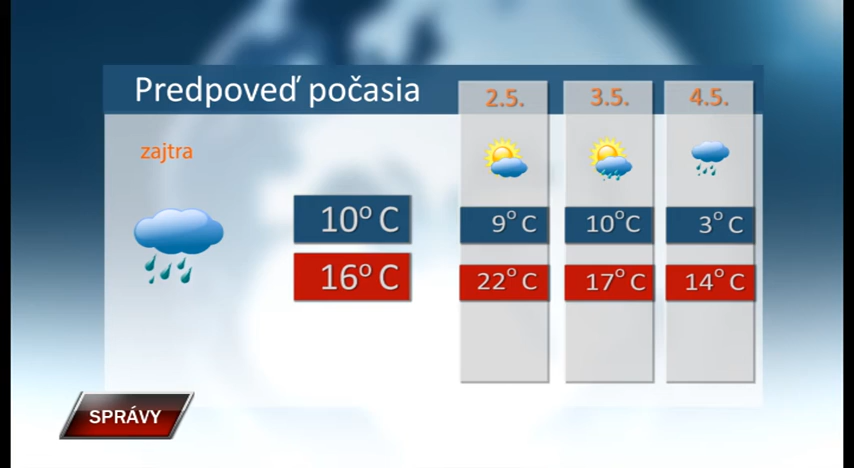 Predpoveď počasia
zajtra
10° C
16° C
2.5.
9° C
22° C
3.5.
10°C
17° C
4.5.
3° C
14° C
SPRÁVY